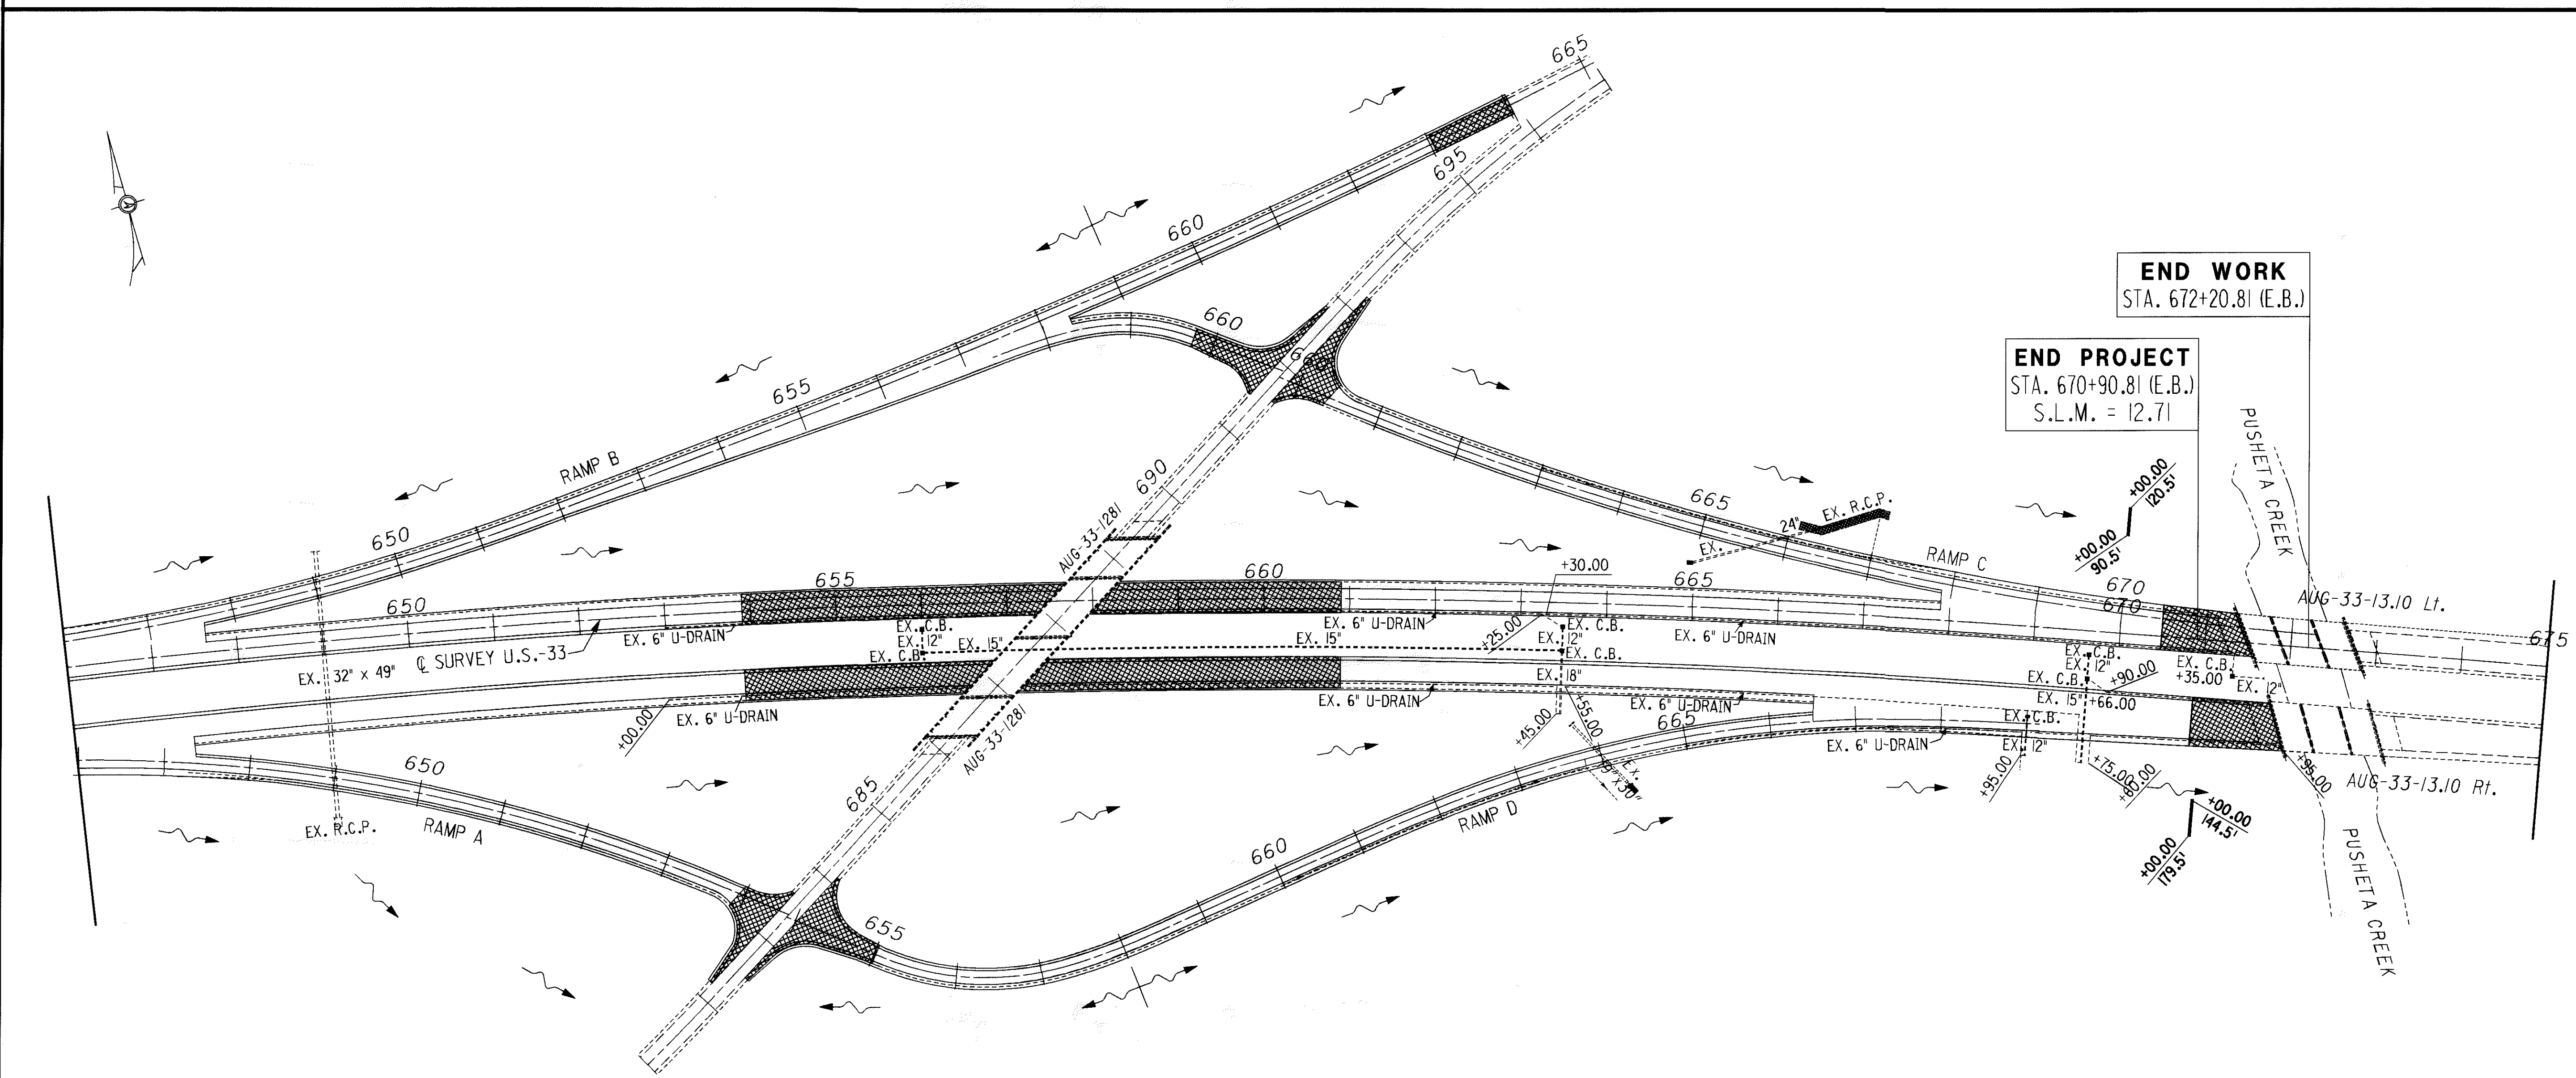 665
695
660
660
END WORK
STA. 672+20.81 (E.B.)
END PROJECT
STA. 670+90.81 (E.B.)
S.L.M. = 12.71
PUSHETA CREEK
655
RAMP B
690
650
AUG-33-1281
665
24"
EX. R.C.P.
EX.
RAMP C
+00.00
120.5'
+00.00
90.5'
655
660
+30.00
665
670
670
AUG-33-13.10 Lt.
675
650
EX. 6" U-DRAIN
EX. C.B.
EX. 12"
EX. 15"
EX. C.B.
EX. 15"
EX. 6" U-DRAIN
+25.00
EX. C.B.
EX. 12"
EX. C.B.
EX. 18"
EX. 6" U-DRAIN
EX. 32" x 49"
℄ SURVEY U.S.-33
EX. C.B.
EX. 12"
EX. C.B.
+90.00
EX. 15"
+66.00
EX. C.B.
+35.00
EX. 12"
+00.00
EX. 6" U-DRAIN
EX. 6" U-DRAIN
+45.00
+55.00
EX. 6" U-DRAIN
665
EX. C.B.
EX. 12"
EX. 6" U-DRAIN
+95.00
+75.00
+80.00
+95.00
AUG-33-13.10 Rt.
AUG-33-1281
650
685
EX.
EX. R.C.P.
RAMP A
RAMP D
+00.00
144.5'
+00.00
179.5'
660
655
PUSHETA CREEK